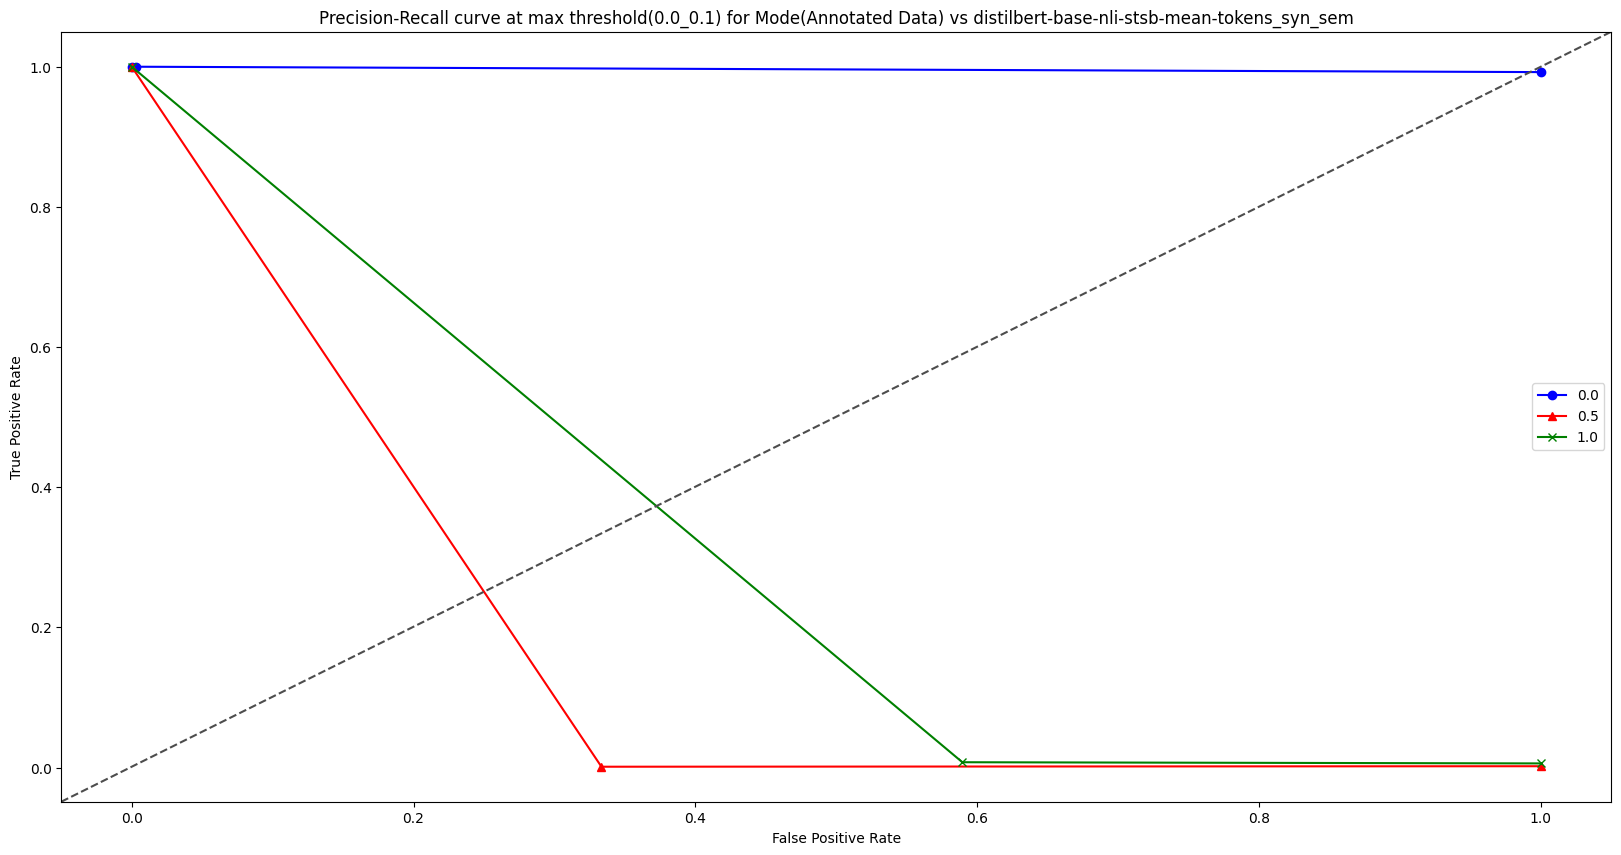 Precision-Recall curve at max threshold(0.0_0.1) for Mode(Annotated Data) vs distilbert-base-nli-stsb-mean-tokens_syn_sem
1.0
0.8
0.6
0.4
0.2
0.0
True Positive Rate
0.0
0.5
1.0
0.0 0.2 0.4 0.6 0.8 1.0
False Positive Rate